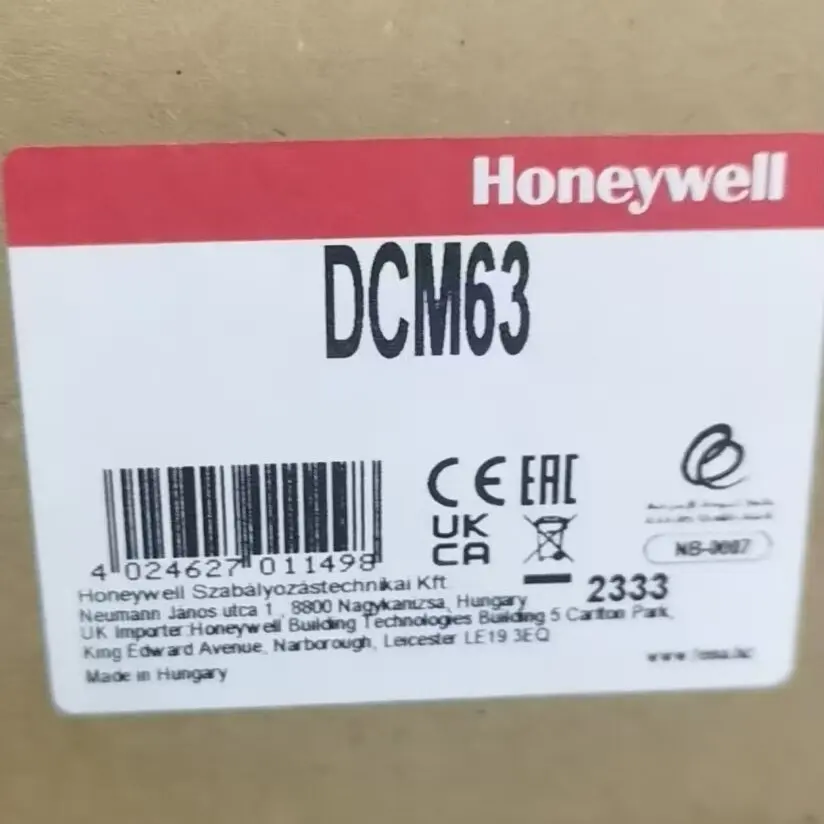 Honeywell
DCM63
CE EAC
UK
CA
4 024627 011498
2333
Honeywell Szabályozástechnikai Kft.
Neumann János utca 1., 8800 Nagykanizsa, Hungary
UK Importer:Honeywell Building Technologies Building 5 Carlton Park,
King Edward Avenue, Narborough, Leicester LE19 3EQ
Made in Hungary